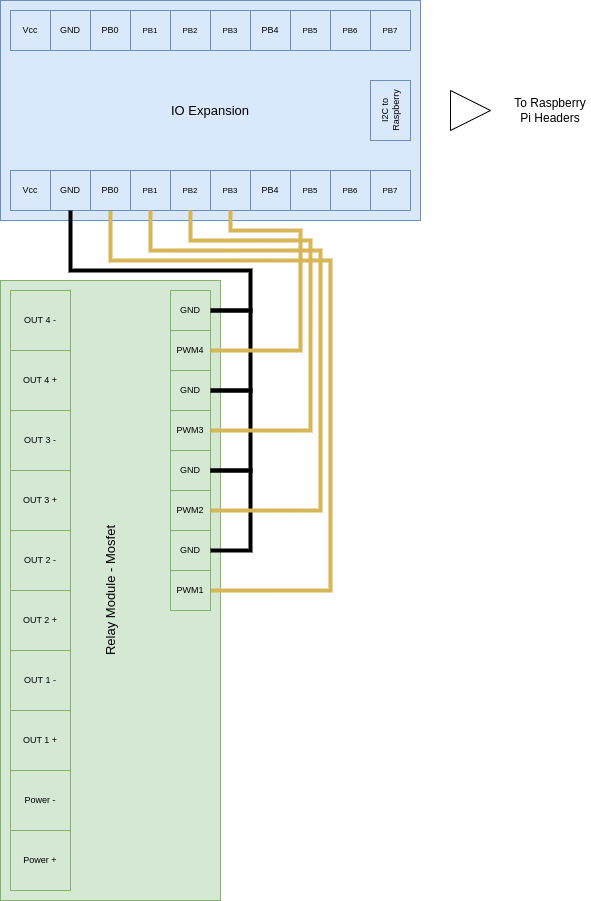 Vcc GND PB0 PB1 PB2 PB3 PB4 PB5 PB6 PB7
IO Expansion
I2C to
Raspberry
To Raspberry
Pi Headers
Vcc GND PB0 PB1 PB2 PB3 PB4 PB5 PB6 PB7
OUT 4 -
OUT 4 +
OUT 3 -
OUT 3 +
OUT 2 -
OUT 2 +
OUT 1 -
OUT 1 +
Power -
Power +
Relay Module - Mosfet
GND
PWM4
GND
PWM3
GND
PWM2
GND
PWM1